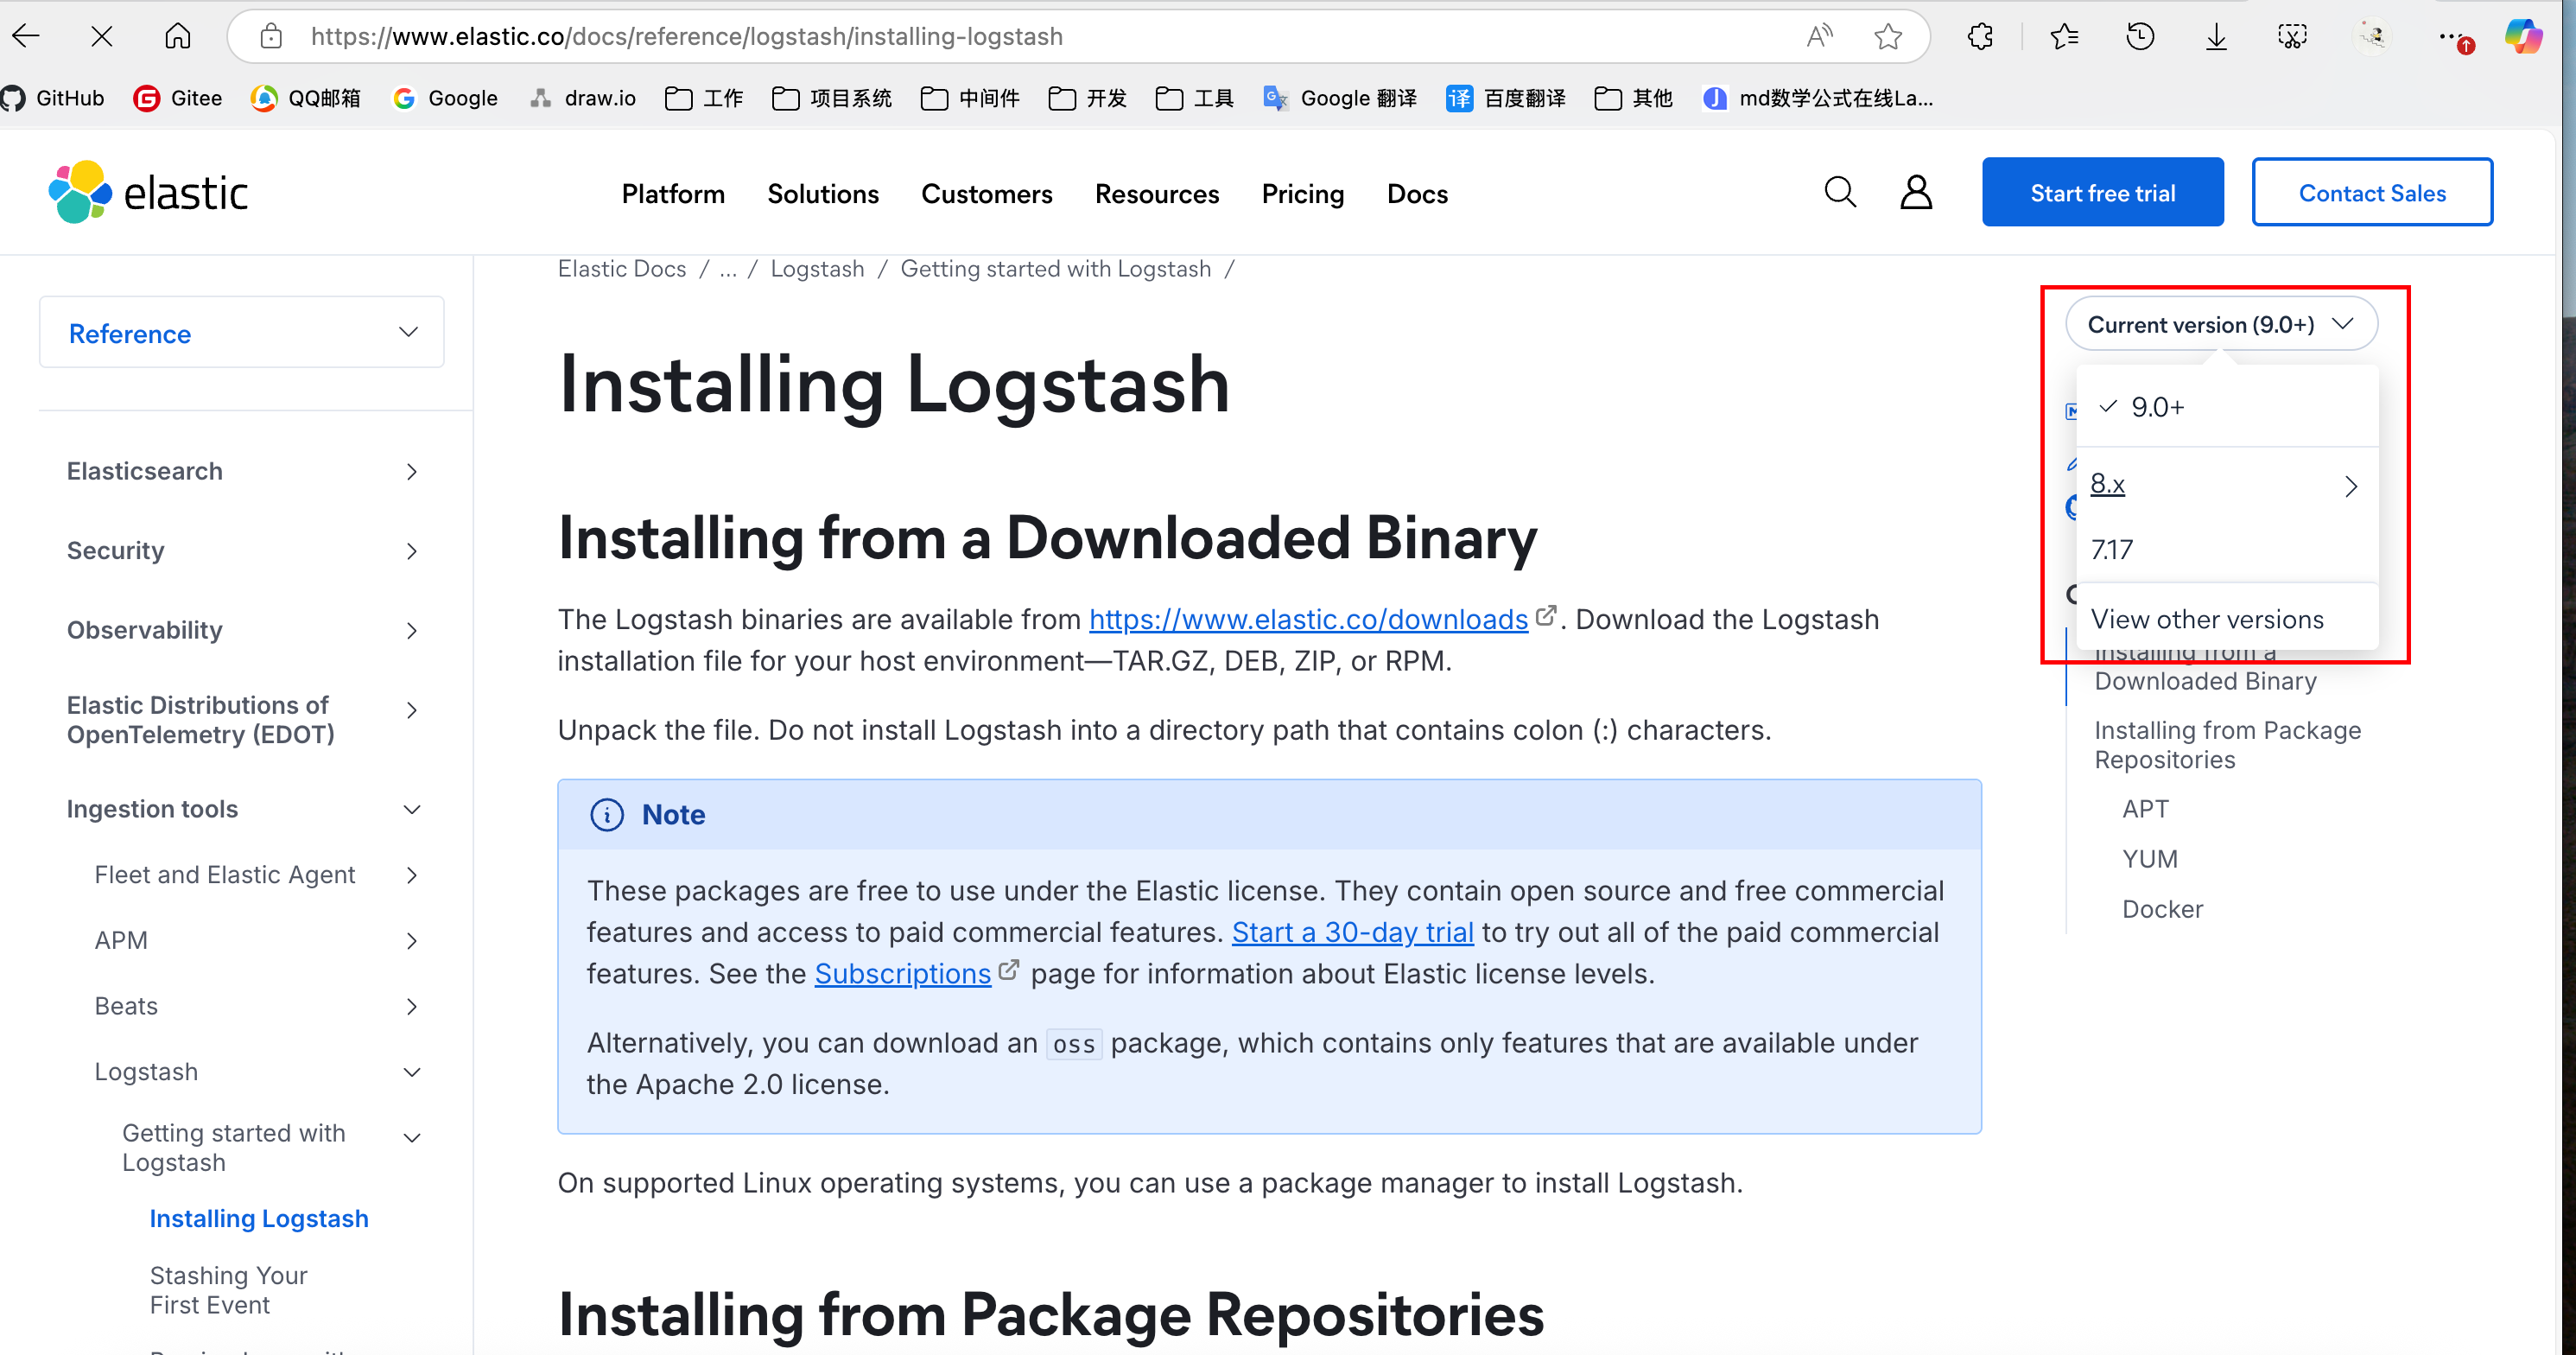 https://www.elastic.co/docs/reference/logstash/installing-logstash
GitHub
Gitee
QQ邮箱
Google
draw.io
工作
项目系统
中间件
开发
工具
Google 翻译
百度翻译
其他
md数学公式在线La...
elastic
Platform
Solutions
Customers
Resources
Pricing
Docs
Start free trial
Contact Sales
Reference
Elasticsearch
Security
Observability
Elastic Distributions of
OpenTelemetry (EDOT)
Ingestion tools
Fleet and Elastic Agent
APM
Beats
Logstash
Getting started with
Logstash
Installing Logstash
Stashing Your
First Event
Elastic Docs / ... / Logstash / Getting started with Logstash /
Installing Logstash
Installing from a Downloaded Binary
The Logstash binaries are available from https://www.elastic.co/downloads. Download the Logstash
installation file for your host environment—TAR.GZ, DEB, ZIP, or RPM.
Unpack the file. Do not install Logstash into a directory path that contains colon (:) characters.
Note
These packages are free to use under the Elastic license. They contain open source and free commercial
features and access to paid commercial features. Start a 30-day trial to try out all of the paid commercial
features. See the Subscriptions page for information about Elastic license levels.
Alternatively, you can download an oss package, which contains only features that are available under
the Apache 2.0 license.
On supported Linux operating systems, you can use a package manager to install Logstash.
Installing from Package Repositories
Current version (9.0+)
9.0+
8.x
7.17
View other versions
Installing from a
Downloaded Binary
Installing from Package
Repositories
APT
YUM
Docker